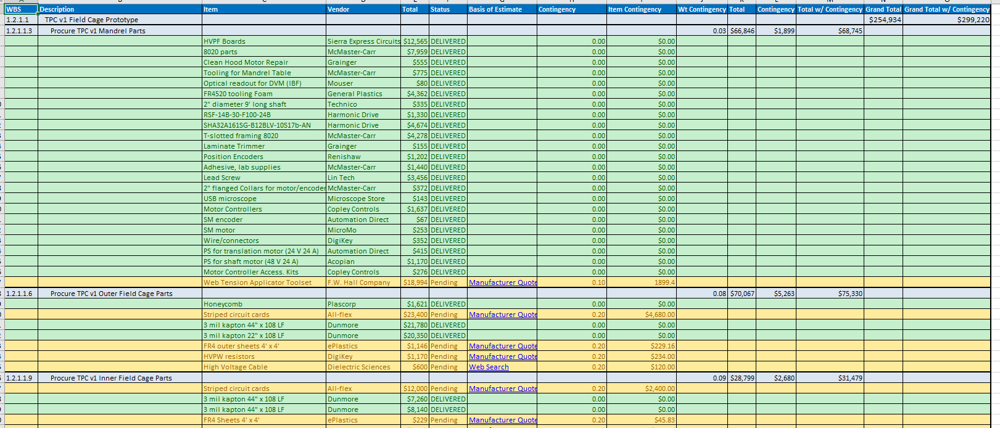 WBS Description Item Vendor Total Status Basis of Estimate Contingency Item Contingency Wt Contingency Total Contingency Total w/ Contingency Grand Total Grand Total w/ Contingency
1.2.1.1 TPC v1 Field Cage Prototype $254,934 $299,220
1.2.1.1.3 Procure TPC v1 Mandrel Parts 0.03 $66,846 $1,899 $68,745
HVPF Boards Sierra Express Circuits $12,565 DELIVERED 0.00 $0.00
8020 parts McMaster-Carr $7,959 DELIVERED 0.00 $0.00
Clean Hood Motor Repair Grainger $555 DELIVERED 0.00 $0.00
Tooling for Mandrel Table McMaster-Carr $775 DELIVERED 0.00 $0.00
Optical readout for DVM (IBF) Mouser $80 DELIVERED 0.00 $0.00
FR4520 tooling Foam General Plastics $4,362 DELIVERED 0.00 $0.00
2" diameter 9' long shaft Technico $335 DELIVERED 0.00 $0.00
RSF-14B-30-F100-24B Harmonic Drive $1,330 DELIVERED 0.00 $0.00
SHA32A161SG-B12BLV-10S17b-AN Harmonic Drive $4,674 DELIVERED 0.00 $0.00
T-slotted framing 8020 McMaster-Carr $4,278 DELIVERED 0.00 $0.00
Laminate Trimmer Grainger $155 DELIVERED 0.00 $0.00
Position Encoders Renishaw $1,202 DELIVERED 0.00 $0.00
Adhesive, lab supplies McMaster-Carr $1,440 DELIVERED 0.00 $0.00
Lead Screw Lin Tech $3,456 DELIVERED 0.00 $0.00
2" flanged Collars for motor/encoder McMaster-Carr $372 DELIVERED 0.00 $0.00
USB microscope Microscope Store $143 DELIVERED 0.00 $0.00
Motor Controllers Copley Controls $1,637 DELIVERED 0.00 $0.00
SM encoder Automation Direct $67 DELIVERED 0.00 $0.00
SM motor MicroMo $253 DELIVERED 0.00 $0.00
Wire/connectors DigiKey $352 DELIVERED 0.00 $0.00
PS for translation motor (24 V 24 A) Automation Direct $415 DELIVERED 0.00 $0.00
PS for shaft motor (48 V 24 A) Acopian $1,170 DELIVERED 0.00 $0.00
Motor Controller Access. Kits Copley Controls $276 DELIVERED 0.00 $0.00
Web Tension Applicator Toolset F.W. Hall Company $18,994 Pending Manufacturer Quote 0.10 1899.4
1.2.1.1.6 Procure TPC v1 Outer Field Cage Parts 0.08 $70,067 $5,263 $75,330
Honeycomb Plascorp $1,621 DELIVERED 0.00 $0.00
Striped circuit cards All-flex $23,400 Pending Manufacturer Quote 0.20 $4,680.00
3 mil kapton 44" x 108 LF Dunmore $21,780 DELIVERED 0.00 $0.00
3 mil kapton 22" x 108 LF Dunmore $20,350 DELIVERED 0.00 $0.00
FR4 outer sheets 4' x 4' ePlastics $1,146 Pending Manufacturer Quote 0.20 $229.16
HVPW resistors DigiKey $1,170 Pending Manufacturer Quote 0.20 $234.00
High Voltage Cable Dielectric Sciences $600 Pending Web Search 0.20 $120.00
1.2.1.1.9 Procure TPC v1 Inner Field Cage Parts 0.09 $28,799 $2,680 $31,479
Striped circuit cards All-flex $12,000 Pending Manufacturer Quote 0.20 $2,400.00
3 mil kapton 44" x 108 LF Dunmore $7,260 DELIVERED 0.00 $0.00
3 mil kapton 44" x 108 LF Dunmore $8,140 DELIVERED 0.00 $0.00
FR4 Sheets 4' x 4' ePlastics $229 Pending Manufacturer Quote 0.20 $45.83